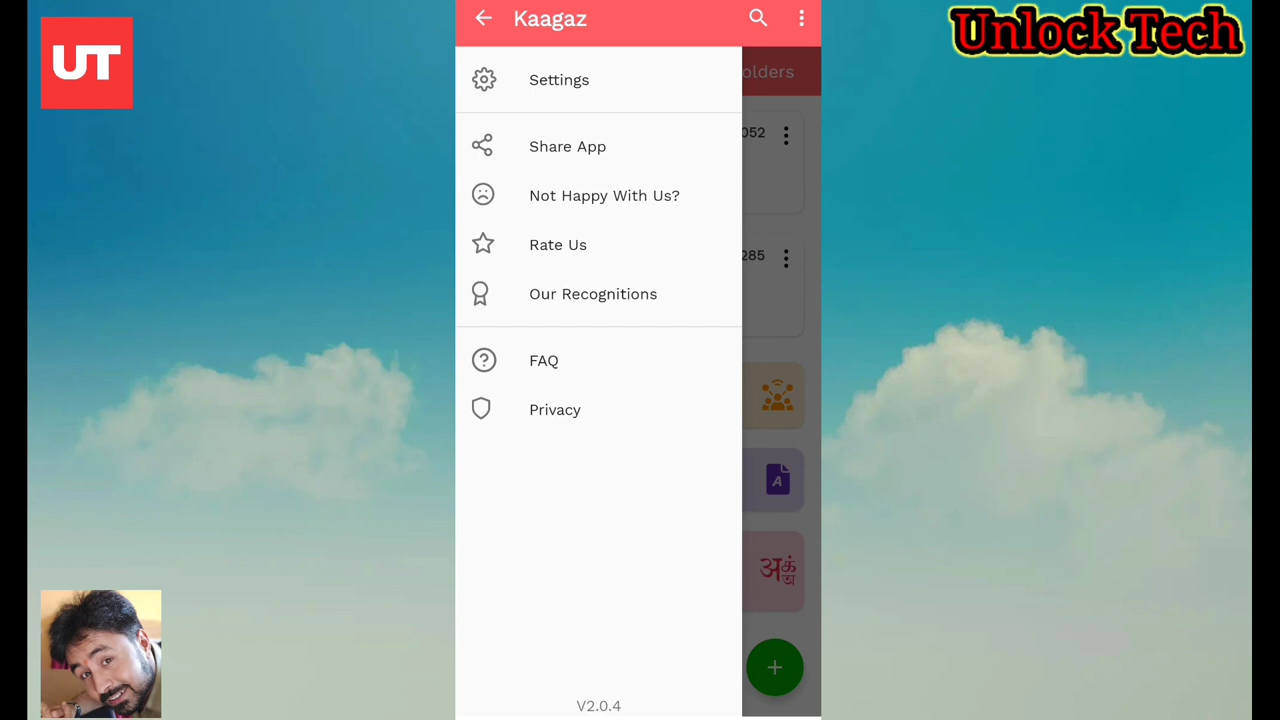 UT
Unlock Tech
Kaagaz
olders
Settings
052
Share App
Not Happy With Us?
Rate Us
285
Our Recognitions
FAQ
Privacy
A
अ कं अ
V2.0.4